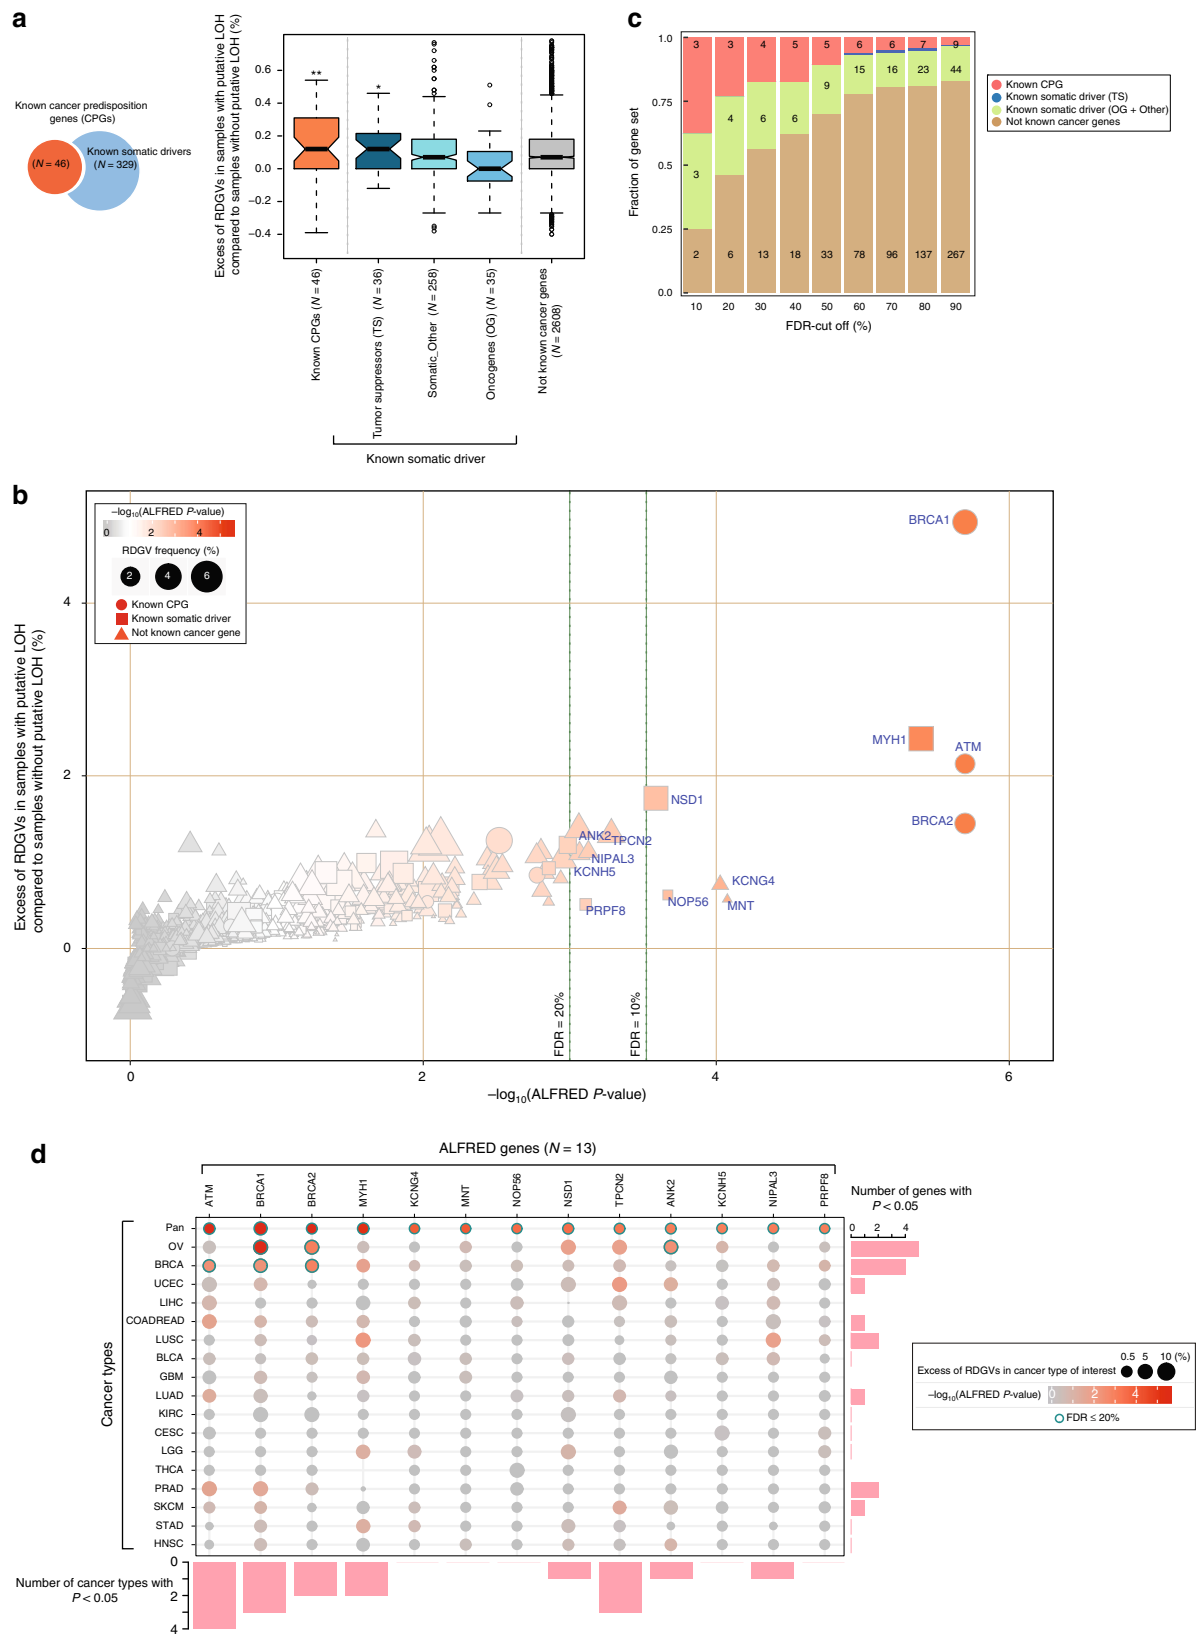 a
Known cancer predisposition
genes (CPGs)
(N = 46)
Known somatic drivers
(N = 329)
Excess of RDGVs in samples with putative LOH
compared to samples without putative LOH (%)
0.6
0.4
0.2
0.0
−0.2
−0.4
**
*
Known CPGs (N = 46)
Tumor suppressors (TS) (N = 36)
Somatic_Other (N = 258)
Oncogenes (OG) (N = 35)
Not known cancer genes
(N = 2608)
Known somatic driver
c
Fraction of gene set
1.0
0.75
0.5
0.25
0.0
3 3 4 5 5 6 6 7 9
3 4 6 6 9 15 16 23 44
2 6 13 18 33 78 96 137 267
10 20 30 40 50 60 70 80 90
FDR-cut off (%)
Known CPG
Known somatic driver (TS)
Known somatic driver (OG + Other)
Not known cancer genes
b
Excess of RDGVs in samples with putative LOH
compared to samples without putative LOH (%)
4
2
0
−log10(ALFRED P-value)
0 2 4
RDGV frequency (%)
2 4 6
Known CPG
Known somatic driver
Not known cancer gene
BRCA1
MYH1
ATM
NSD1
BRCA2
ANK2
TPCN2
NIPAL3
KCNH5
KCNG4
NOP56
MNT
PRPF8
FDR = 20%
FDR = 10%
0 2 4 6
−log10(ALFRED P-value)
d
ALFRED genes (N = 13)
ATM
BRCA1
BRCA2
MYH1
KCNG4
MNT
NOP56
NSD1
TPCN2
ANK2
KCNH5
NIPAL3
PRPF8
Number of genes with
P < 0.05
0 2 4
Cancer types
Pan
OV
BRCA
UCEC
LIHC
COADREAD
LUSC
BLCA
GBM
LUAD
KIRC
CESC
LGG
THCA
PRAD
SKCM
STAD
HNSC
0.5 5 10 (%)
Excess of RDGVs in cancer type of interest
−log10(ALFRED P-value)
0 2 4
FDR ≤ 20%
Number of cancer types with
P < 0.05
0
2
4